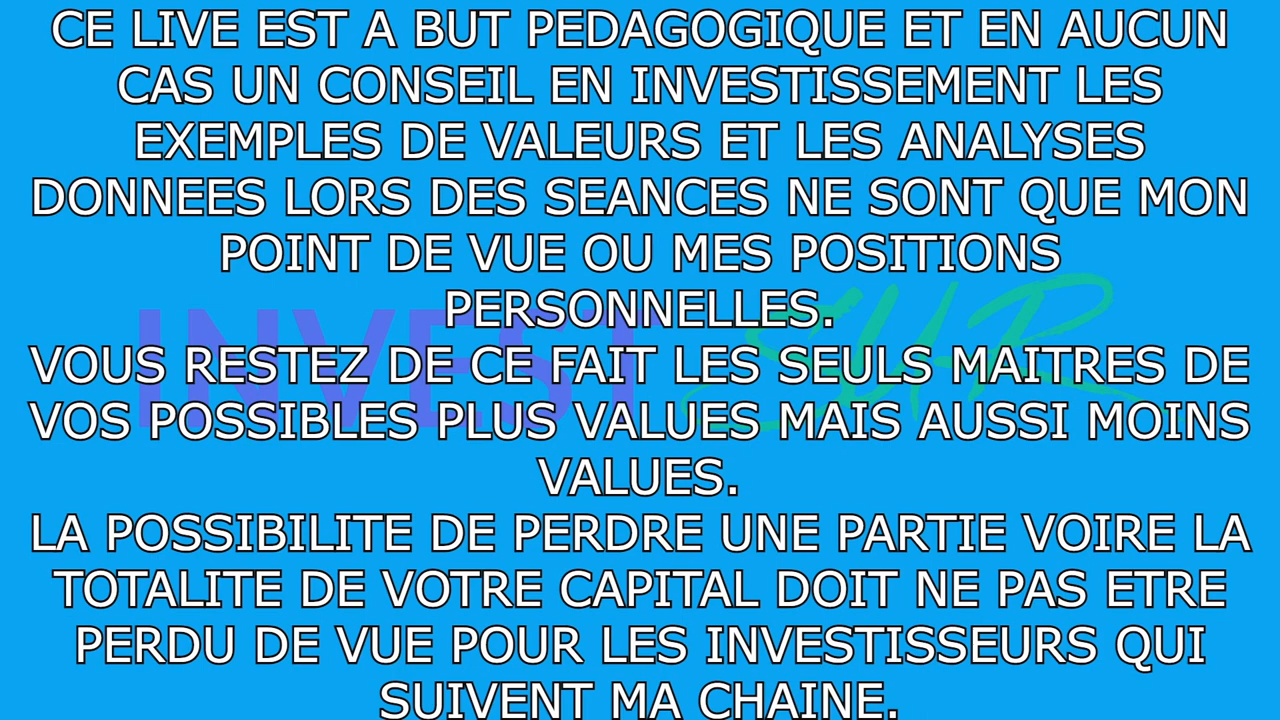 CE LIVE EST A BUT PEDAGOGIQUE ET EN AUCUN
CAS UN CONSEIL EN INVESTISSEMENT LES
EXEMPLES DE VALEURS ET LES ANALYSES
DONNEES LORS DES SEANCES NE SONT QUE MON
POINT DE VUE OU MES POSITIONS
PERSONNELLES.
INVEST SUR
VOUS RESTEZ DE CE FAIT LES SEULS MAITRES DE
VOS POSSIBLES PLUS VALUES MAIS AUSSI MOINS
VALUES.
LA POSSIBILITE DE PERDRE UNE PARTIE VOIRE LA
TOTALITE DE VOTRE CAPITAL DOIT NE PAS ETRE
PERDU DE VUE POUR LES INVESTISSEURS QUI
SUIVENT MA CHAINE.